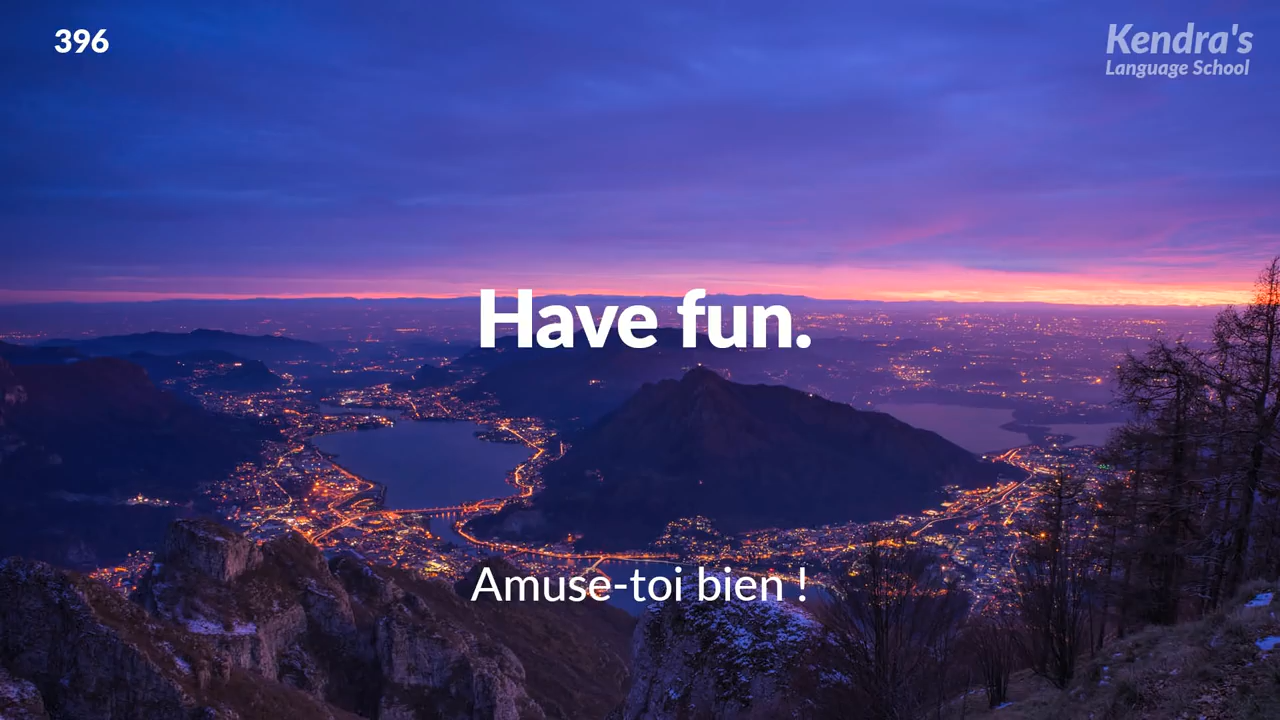 396
Kendra's
Language School
Have fun.
Amuse-toi bien !